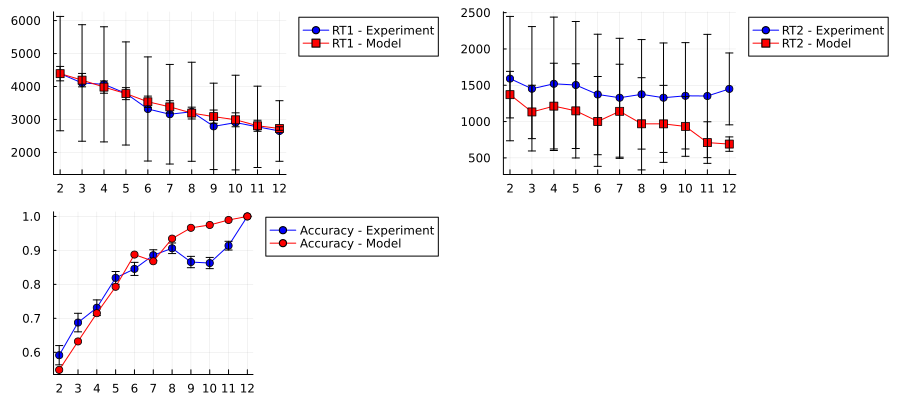 6000
5000
4000
3000
2000
2 3 4 5 6 7 8 9 10 11 12
RT1 - Experiment
RT1 - Model
2500
2000
1500
1000
500
2 3 4 5 6 7 8 9 10 11 12
RT2 - Experiment
RT2 - Model
1.0
0.9
0.8
0.7
0.6
2 3 4 5 6 7 8 9 10 11 12
Accuracy - Experiment
Accuracy - Model